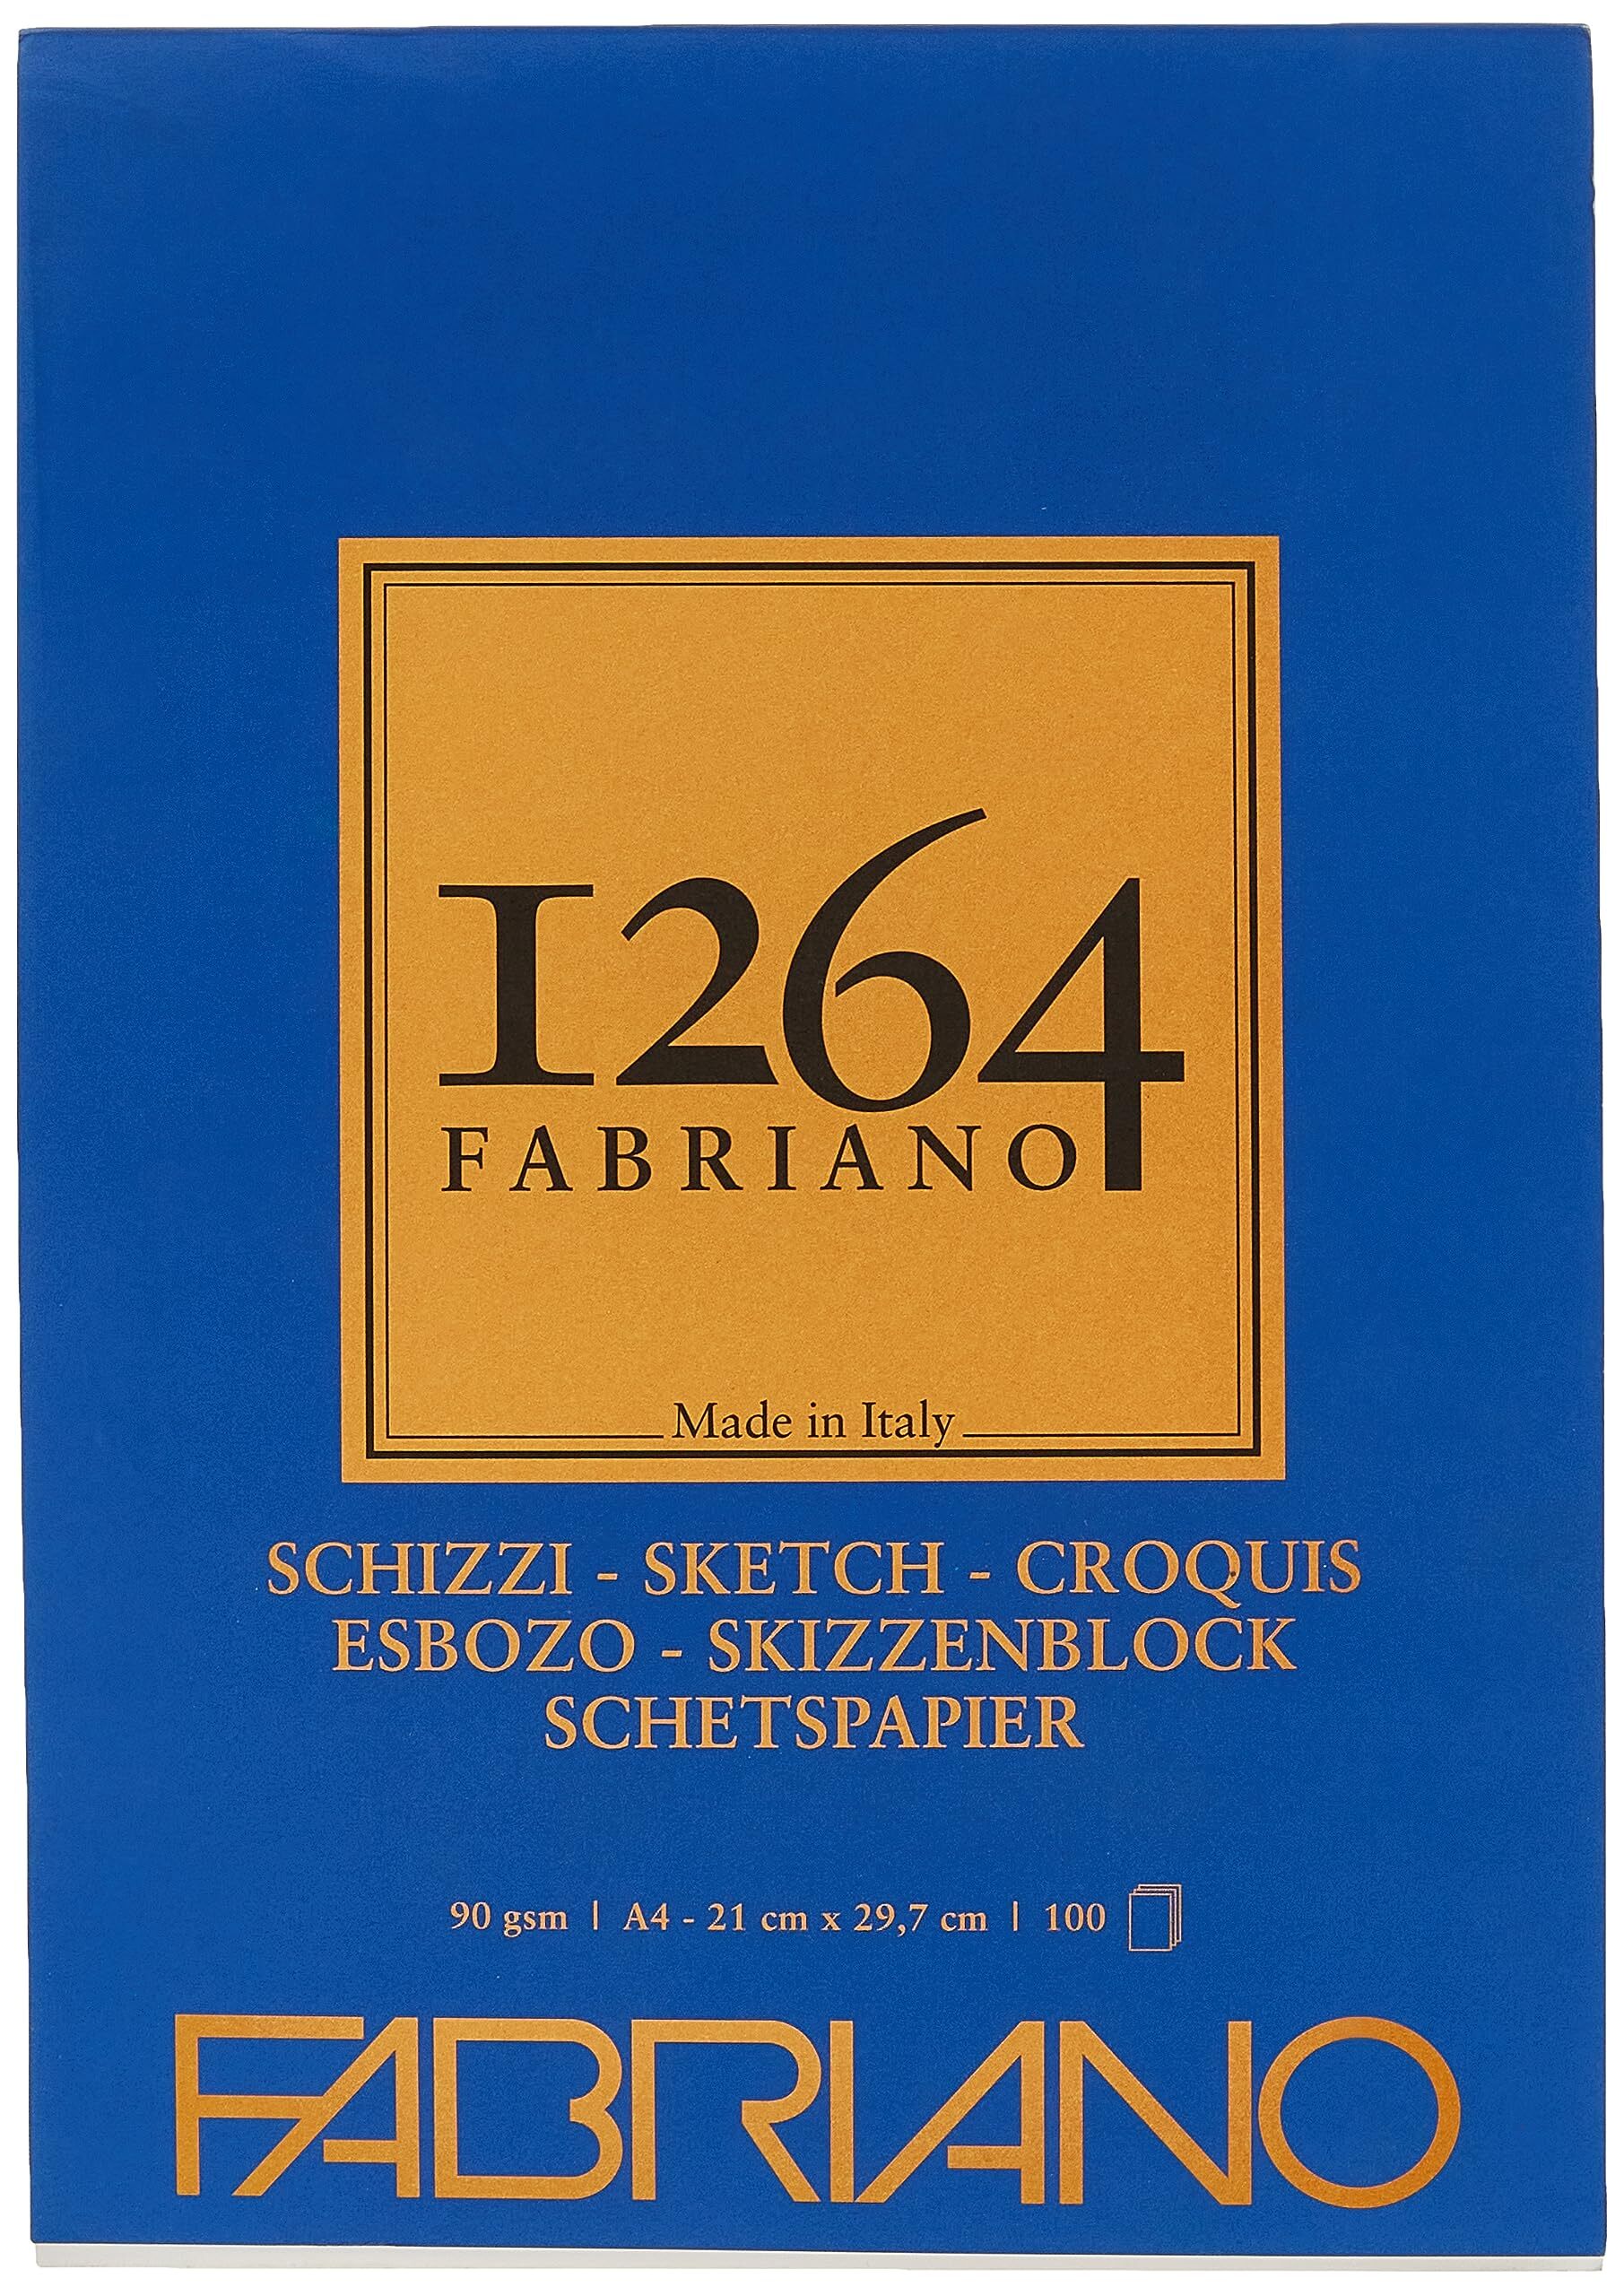 1264
FABRIANO
Made in Italy
SCHIZZI - SKETCH - CROQUIS
ESBOZO - SKIZZENBLOCK
SCHETSPAPIER
90 gsm | A4 - 21 cm x 29,7 cm | 100
FABRIANO